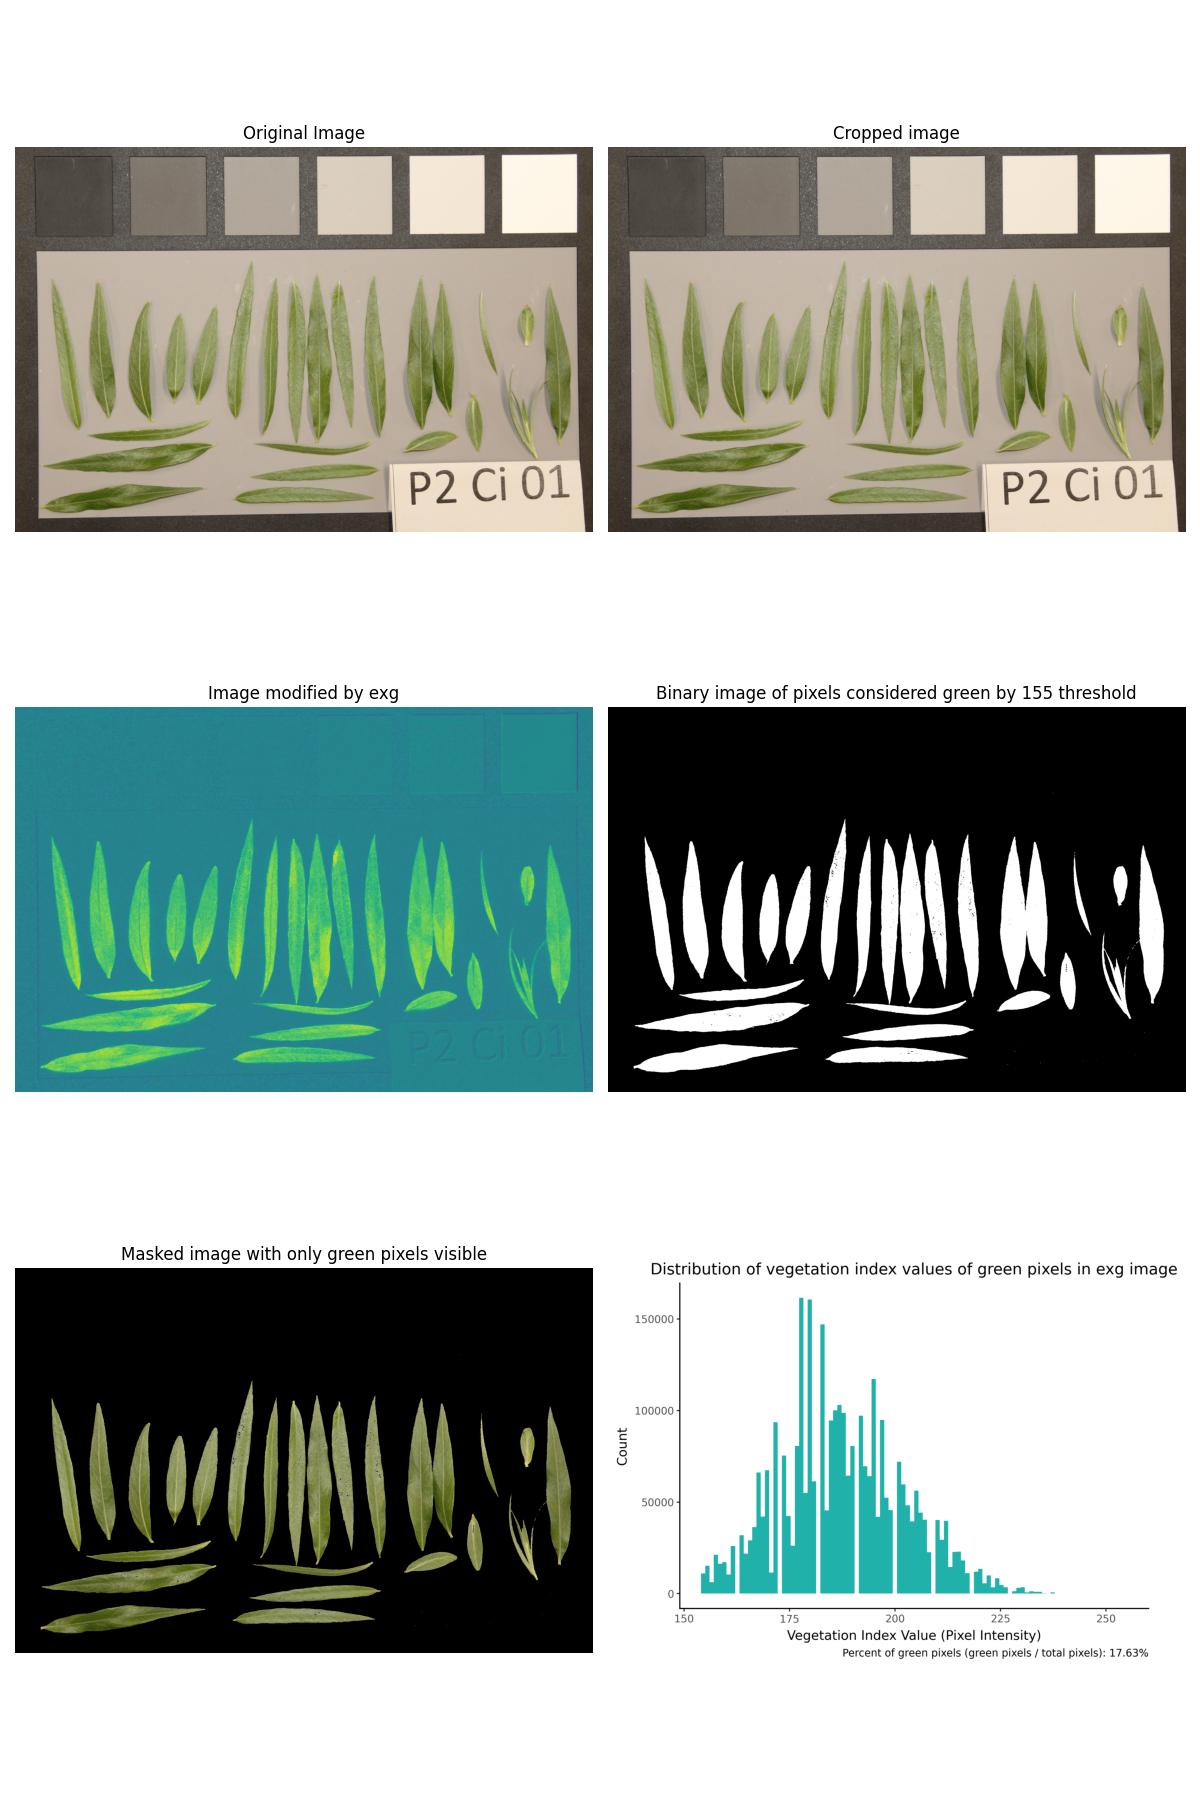 Original Image
Cropped image
P2 Ci 01
P2 Ci 01
Image modified by exg
Binary image of pixels considered green by 155 threshold
P2 Ci 01
Masked image with only green pixels visible
Distribution of vegetation index values of green pixels in exg image
150000
100000
50000
0
Count
150
175
200
225
250
Vegetation Index Value (Pixel Intensity)
Percent of green pixels (green pixels / total pixels): 17.63%